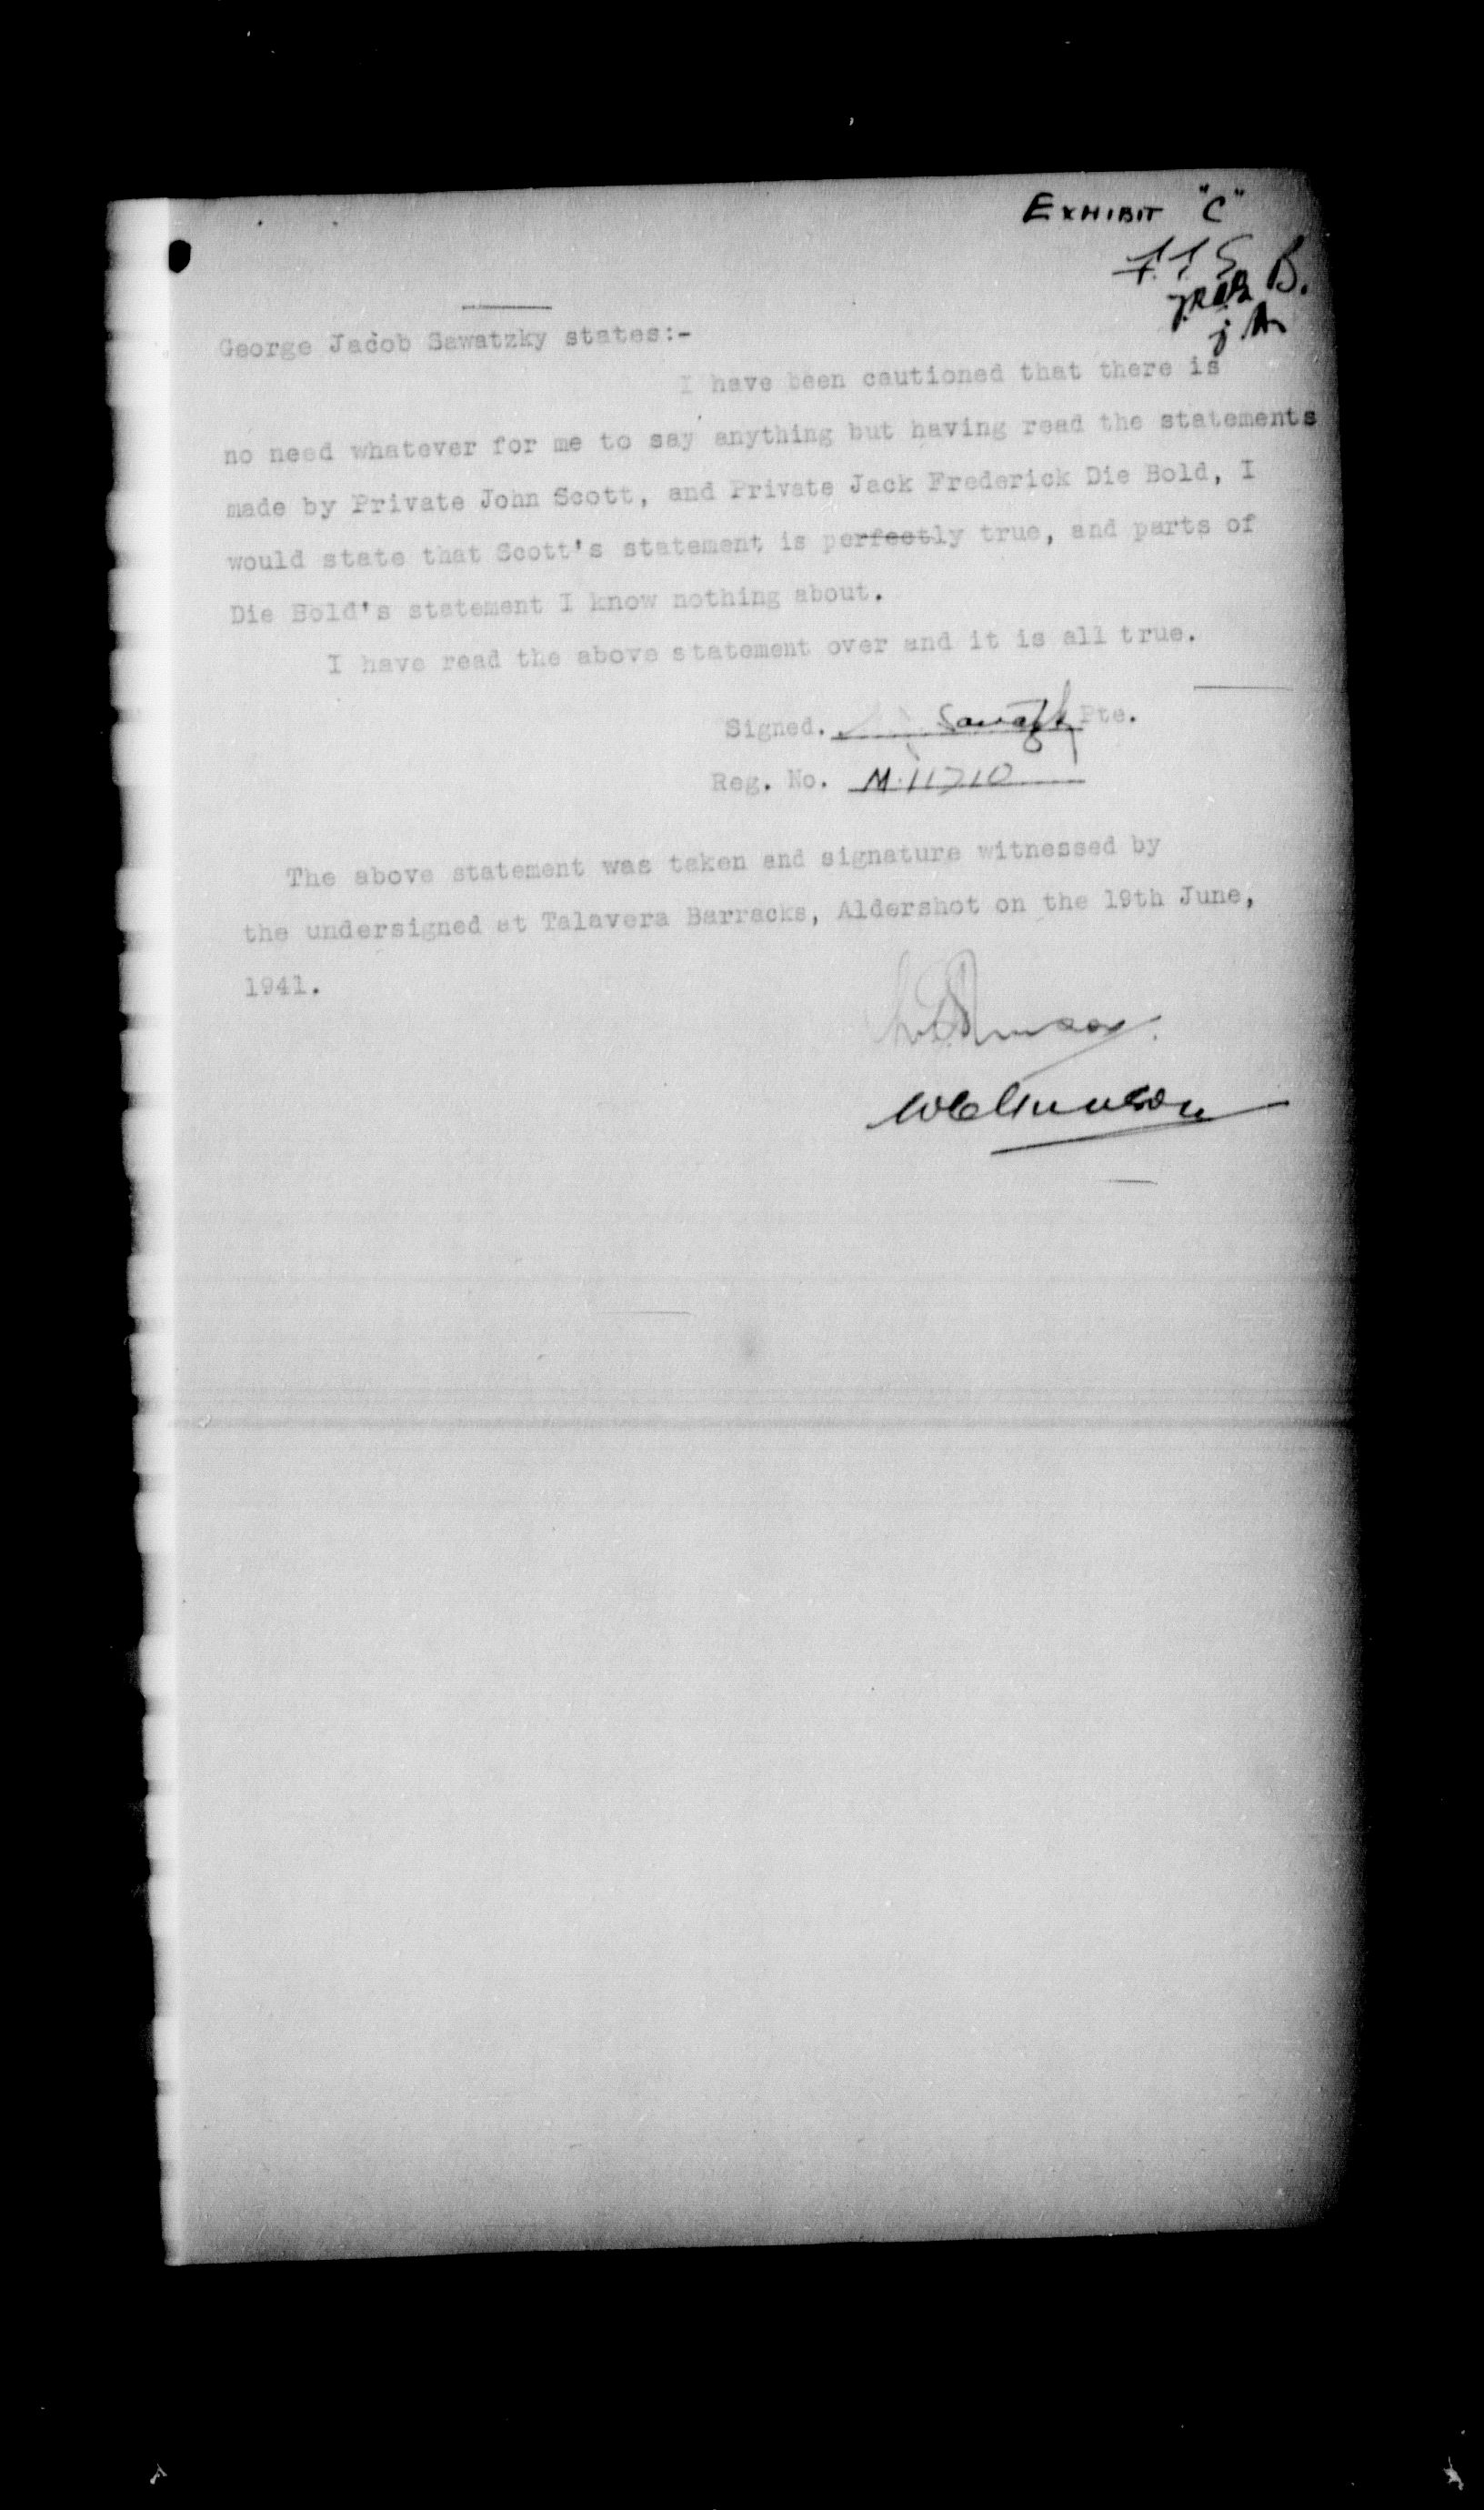 EXHIBIT "C"
George Jacob Sawatzky states:-
I have been cautioned that there is
no need whatever for me to say anything but having read the statements
made by Private John Scott, and Private Jack Frederick Die Bold, I
would state that Scott's statement is perfectly true, and parts of
Die Bold's statement I know nothing about.
I have read the above statement over and it is all true.
Signed. Sawatzky Pte.
Reg. No. M.11710
The above statement was taken and signature witnessed by
the undersigned at Talavera Barracks, Aldershot on the 19th June,
1941.